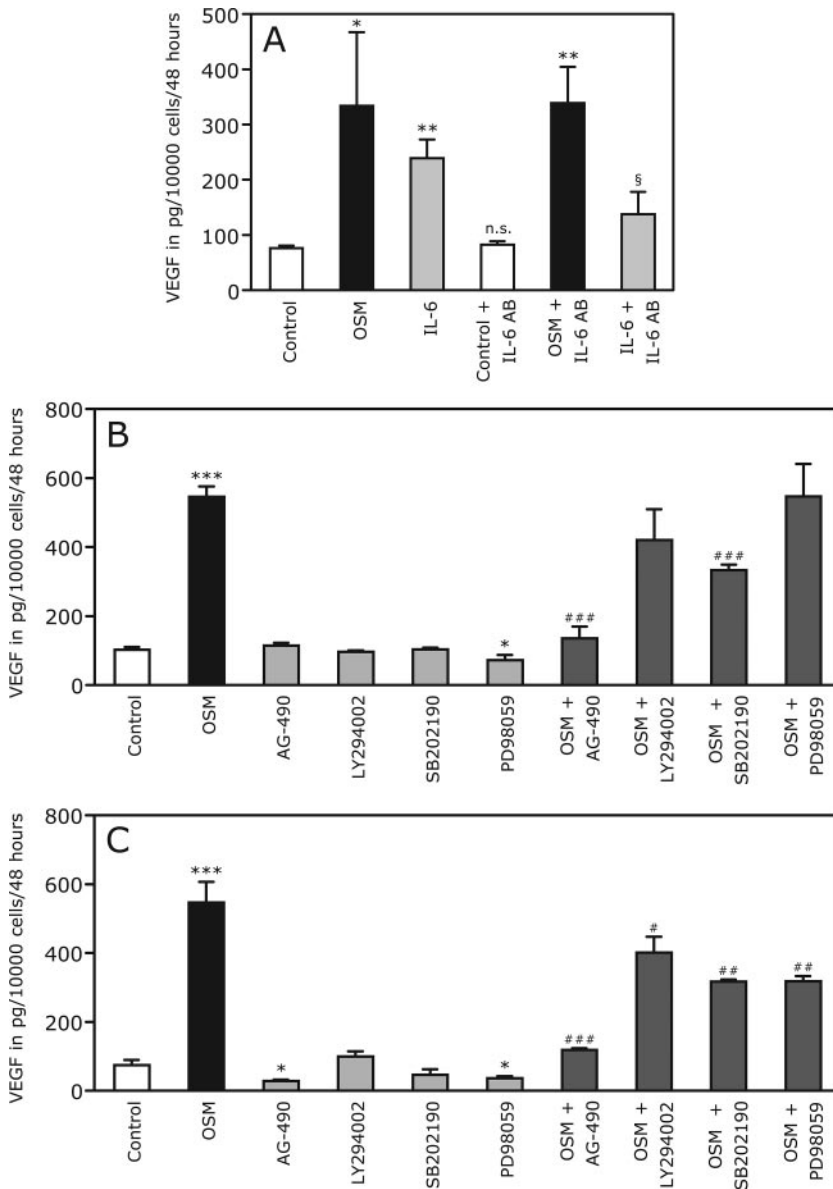 A
VEGF in pg/10000 cells/48 hours
500
400
300
200
100
0
*
**
n.s.
**
§
Control
OSM
IL-6
Control +
IL-6 AB
OSM +
IL-6 AB
IL-6 +
IL-6 AB
B
VEGF in pg/10000 cells/48 hours
800
600
400
200
0
***
*
###
###
Control
OSM
AG-490
LY294002
SB202190
PD98059
OSM +
AG-490
OSM +
LY294002
OSM +
SB202190
OSM +
PD98059
C
VEGF in pg/10000 cells/48 hours
800
600
400
200
0
***
*
*
###
#
##
##
Control
OSM
AG-490
LY294002
SB202190
PD98059
OSM +
AG-490
OSM +
LY294002
OSM +
SB202190
OSM +
PD98059